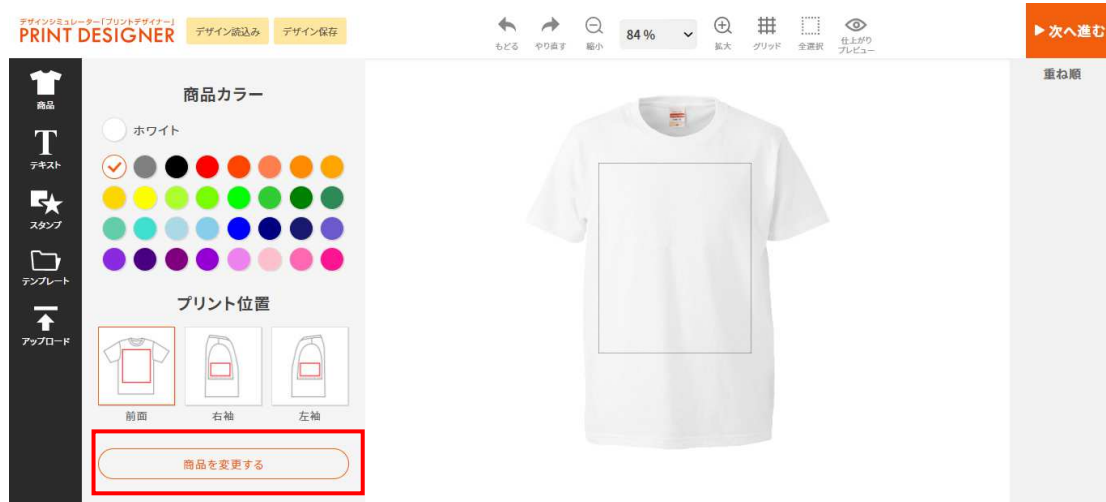 デザインシミュレーター「プリントデザイナー」
PRINT DESIGNER
デザイン読込み
デザイン保存
もどる
やり直す
縮小
84 %
拡大
グリッド
全選択
仕上がり
プレビュー
▶次へ進む
商品
テキスト
スタンプ
テンプレート
アップロード
商品カラー
ホワイト
プリント位置
前面
右袖
左袖
商品を変更する
重ね順